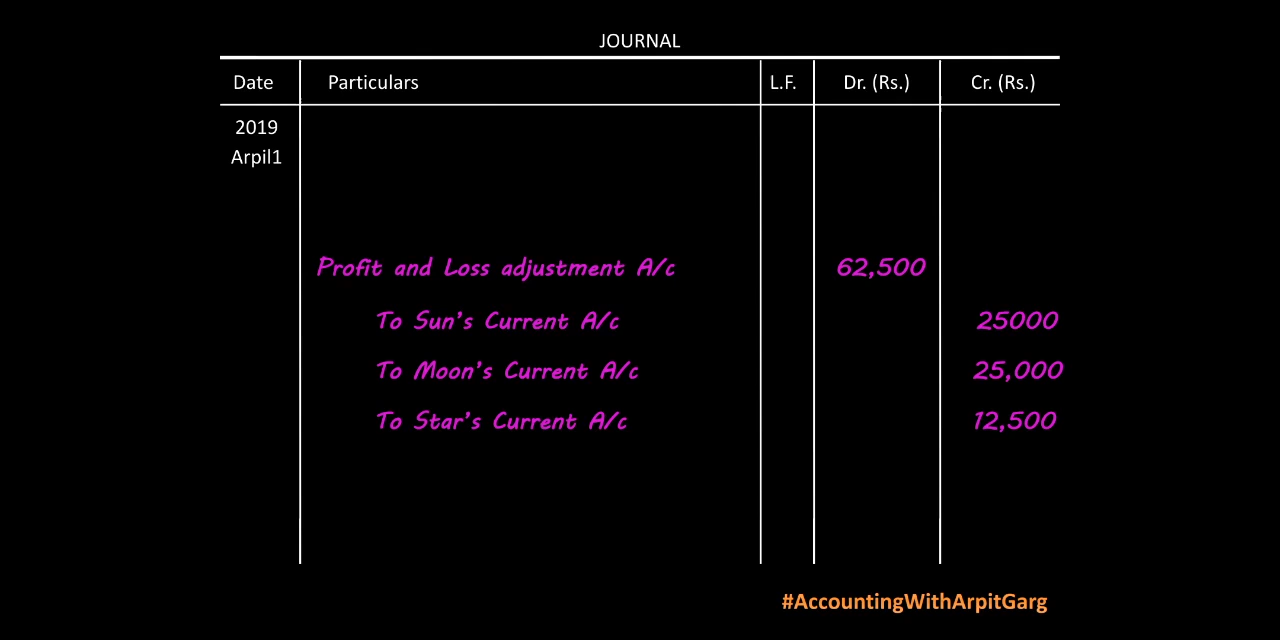 JOURNAL
Date Particulars L.F. Dr. (Rs.) Cr. (Rs.)
2019
Arpil1
Profit and Loss adjustment A/c 62,500
To Sun's Current A/c 25000
To Moon's Current A/c 25,000
To Star's Current A/c 12,500
#AccountingWithArpitGarg